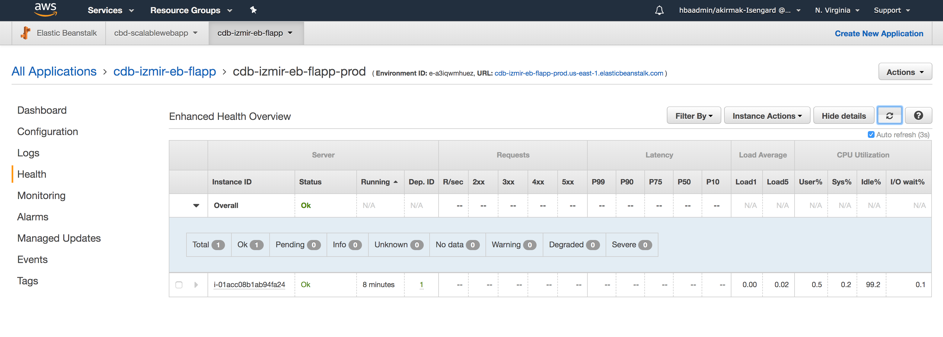 aws Services Resource Groups hbaadmin/akirmak-Isengard @... N. Virginia Support
Elastic Beanstalk cbd-scalablewebapp cdb-izmir-eb-flapp Create New Application
All Applications > cdb-izmir-eb-flapp > cdb-izmir-eb-flapp-prod ( Environment ID: e-a3iqwmhuez, URL: cdb-izmir-eb-flapp-prod.us-east-1.elasticbeanstalk.com ) Actions
Dashboard
Configuration
Logs
Health
Monitoring
Alarms
Managed Updates
Events
Tags
Enhanced Health Overview Filter By Instance Actions Hide details ?
Auto refresh (3s)
Server Requests Latency Load Average CPU Utilization
Instance ID Status Running Dep. ID R/sec 2xx 3xx 4xx 5xx P99 P90 P75 P50 P10 Load1 Load5 User% Sys% Idle% I/O wait%
Overall Ok N/A N/A -- -- -- -- -- -- -- -- -- -- N/A N/A N/A N/A N/A N/A
Total 1 Ok 1 Pending 0 Info 0 Unknown 0 No data 0 Warning 0 Degraded 0 Severe 0
i-01acc08b1ab94fa24 Ok 8 minutes 1 -- -- -- -- -- -- -- -- -- -- 0.00 0.02 0.5 0.2 99.2 0.1